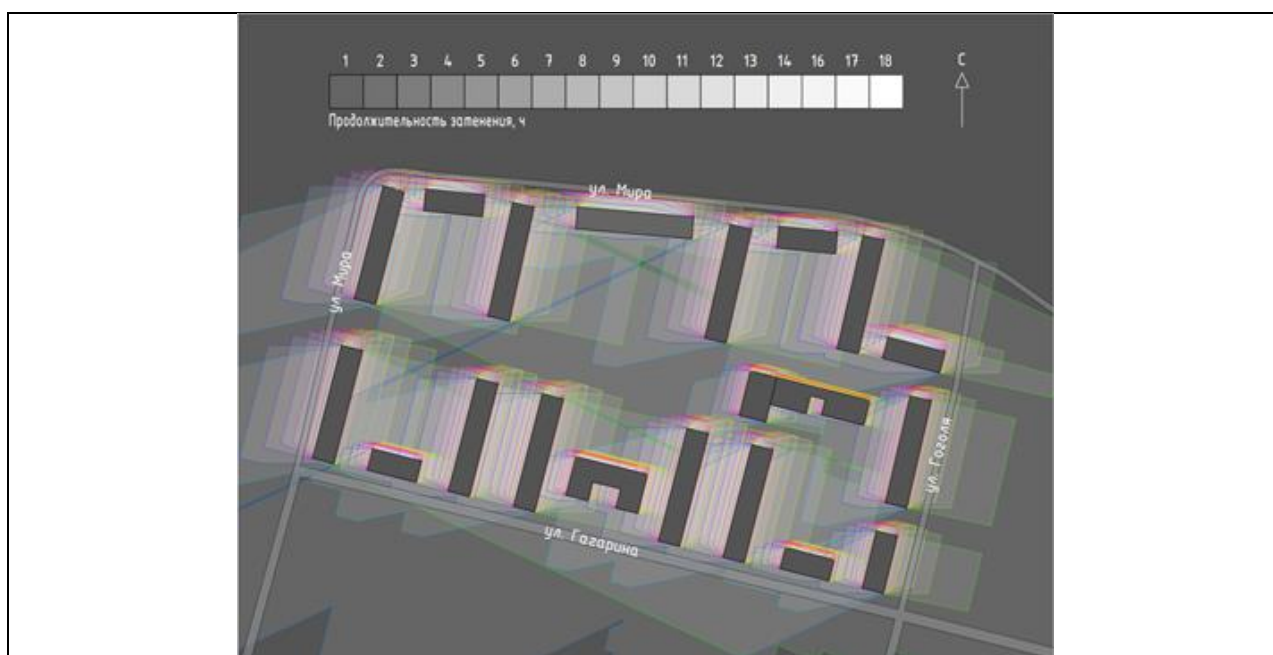 1 2 3 4 5 6 7 8 9 10 11 12 13 14 16 17 18
С
Продолжительность затенения, ч
ул. Мира
ул. Мира
ул. Гоголя
ул. Гагарина